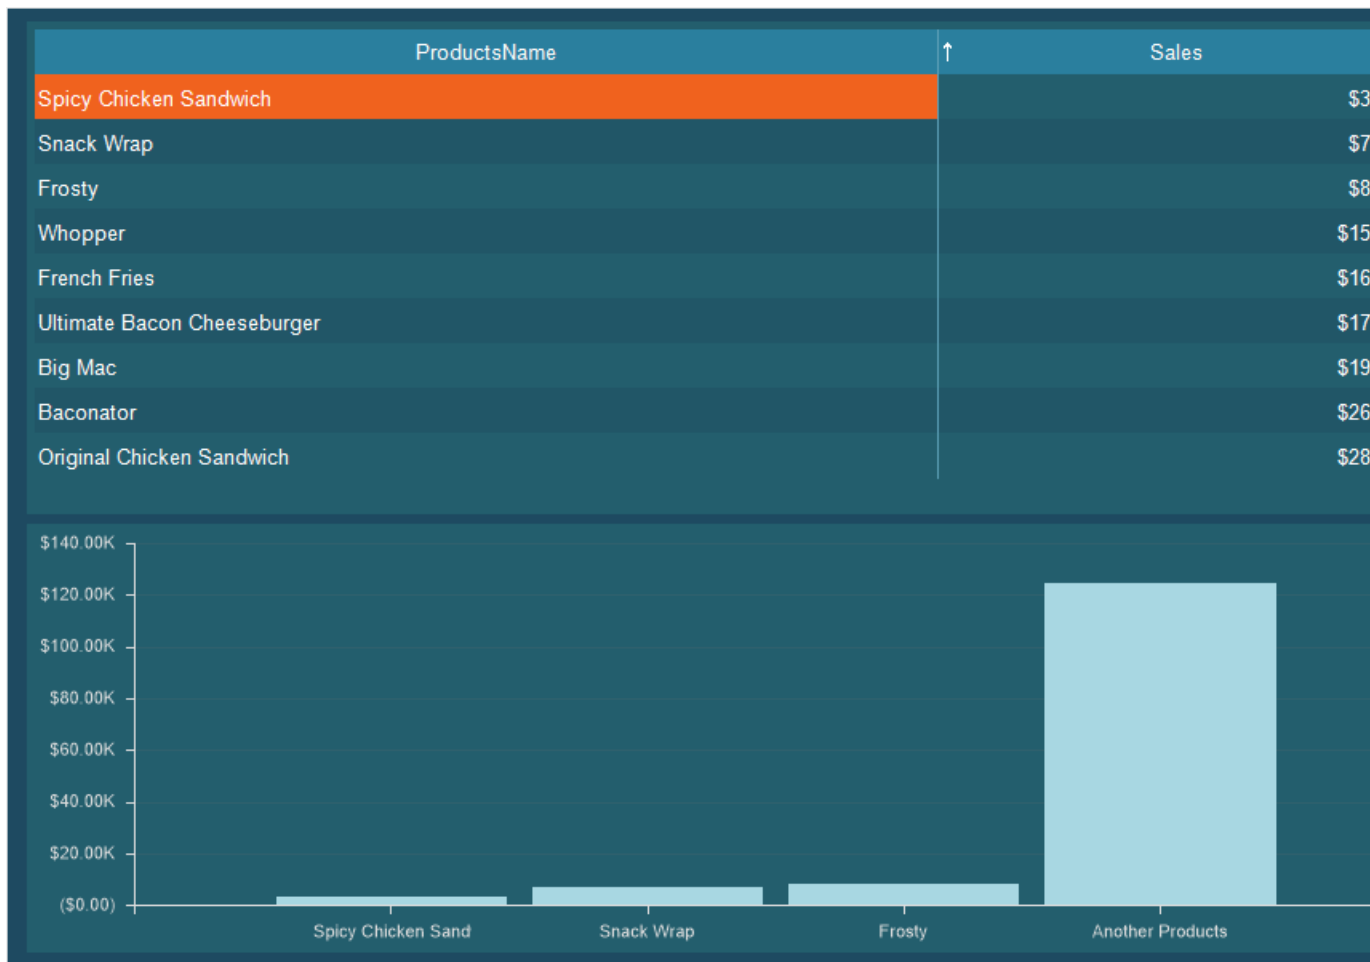 ProductsName ↑ Sales
Spicy Chicken Sandwich $3
Snack Wrap $7
Frosty $8
Whopper $15
French Fries $16
Ultimate Bacon Cheeseburger $17
Big Mac $19
Baconator $26
Original Chicken Sandwich $28
$140.00K
$120.00K
$100.00K
$80.00K
$60.00K
$40.00K
$20.00K
($0.00)
Spicy Chicken Sand Snack Wrap Frosty Another Products